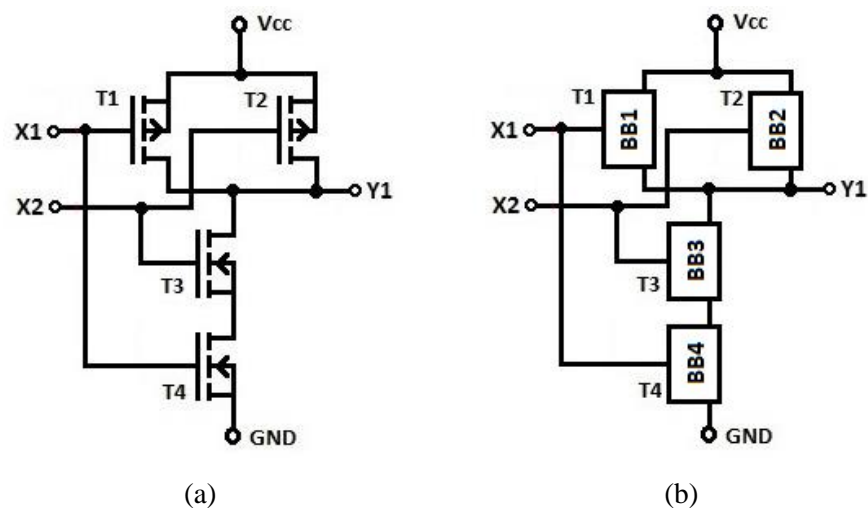 Vcc
T1
T2
X1
X2
Y1
T3
T4
GND
(a)
Vcc
T1
BB1
T2
BB2
X1
X2
Y1
BB3
T3
BB4
T4
GND
(b)